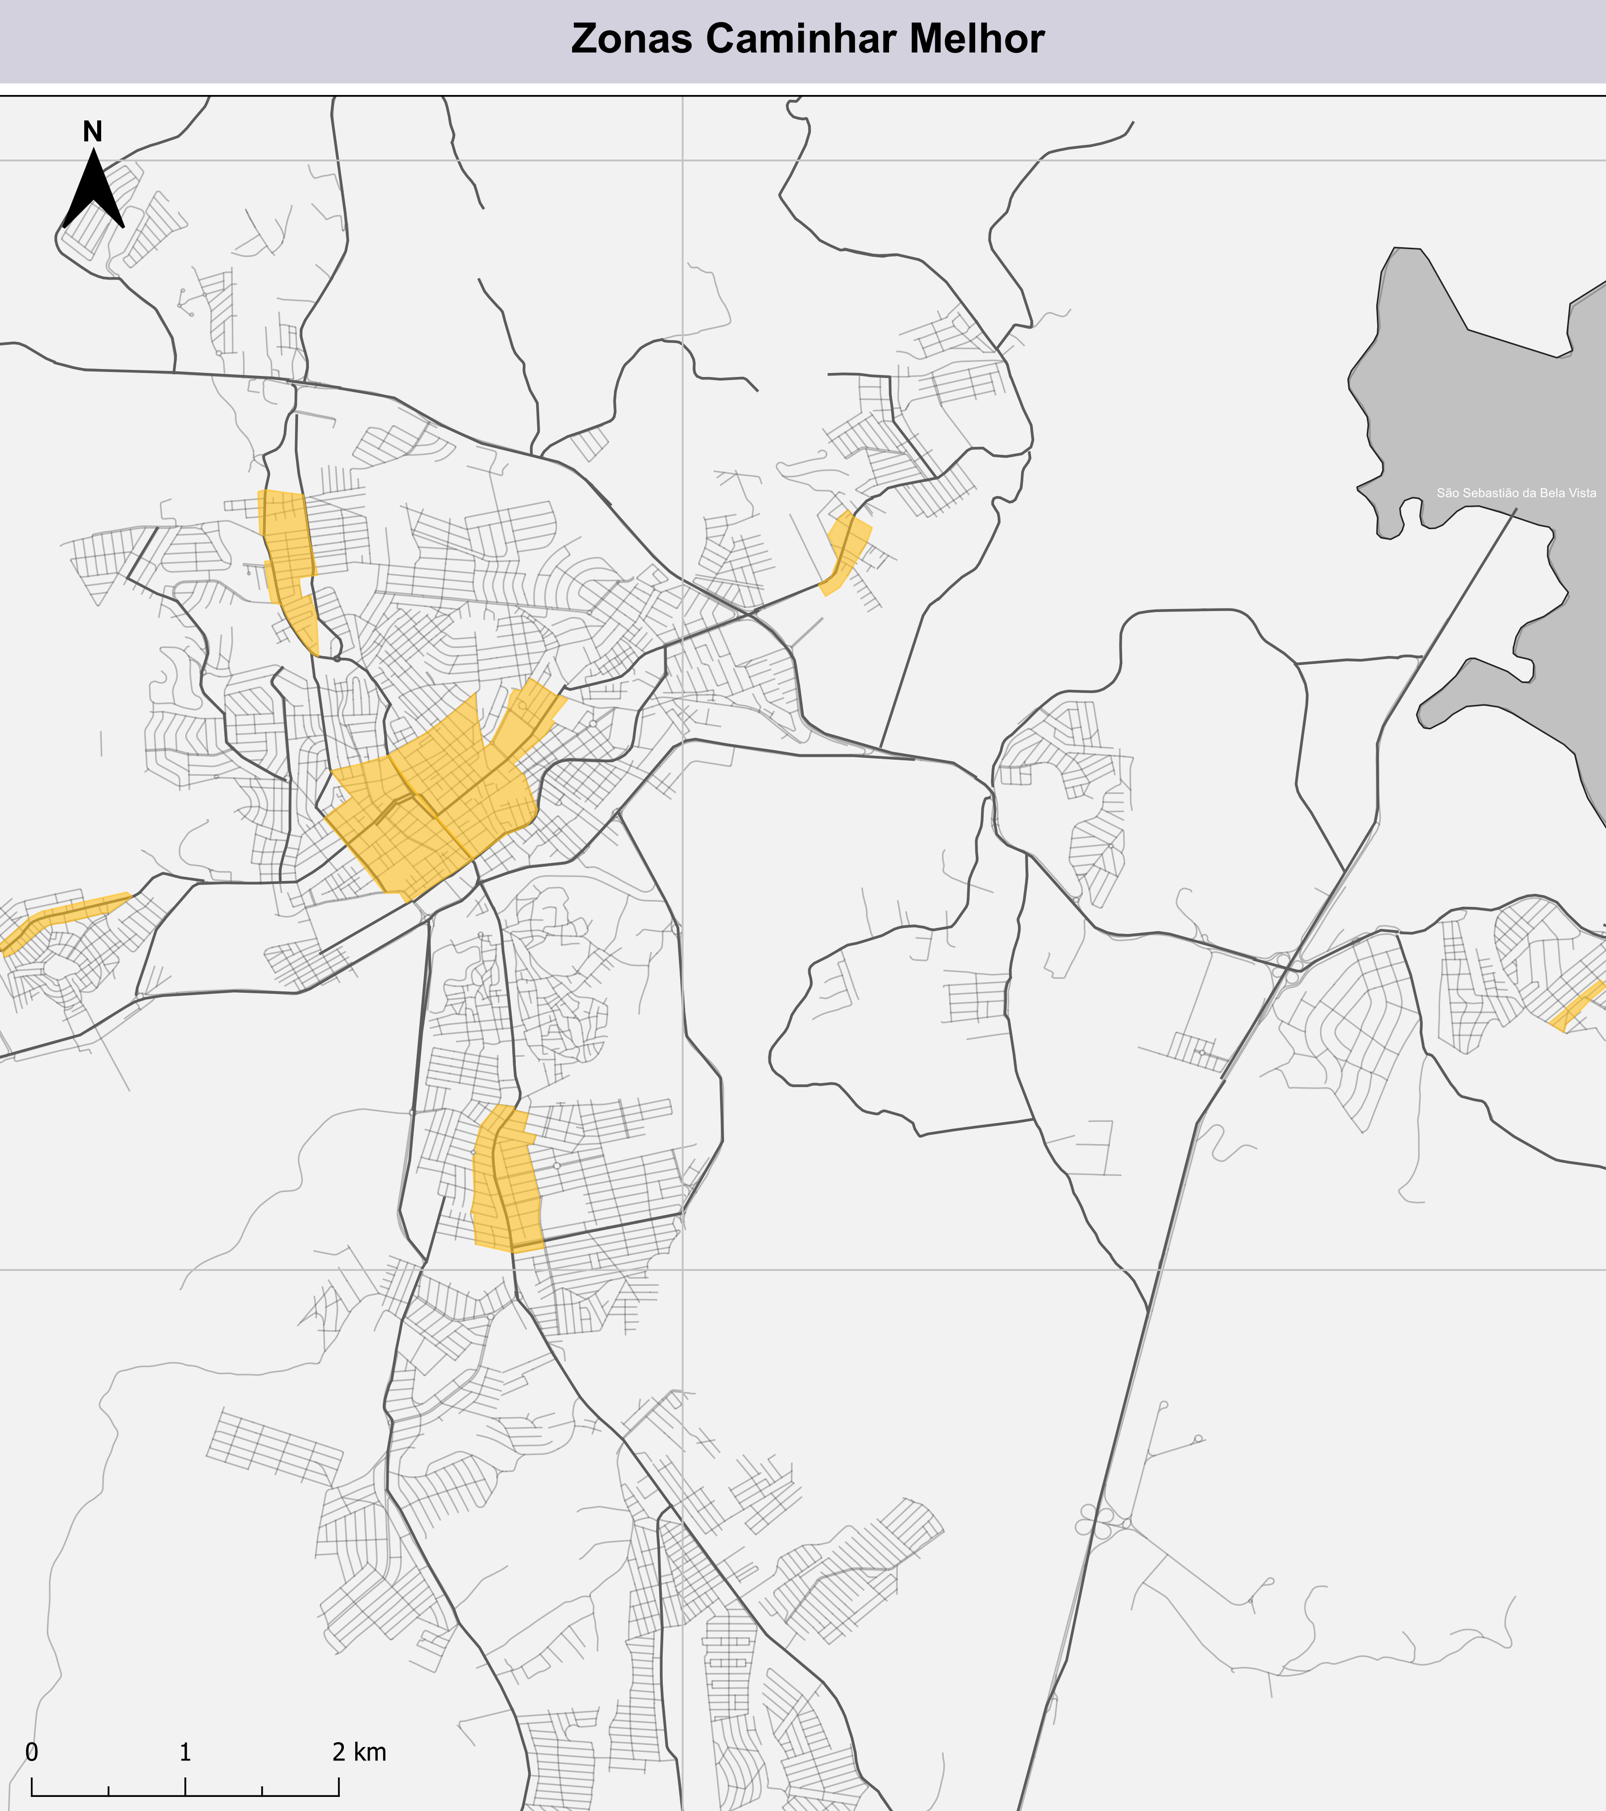 Zonas Caminhar Melhor
N
São Sebastião da Bela Vista
0 1 2 km